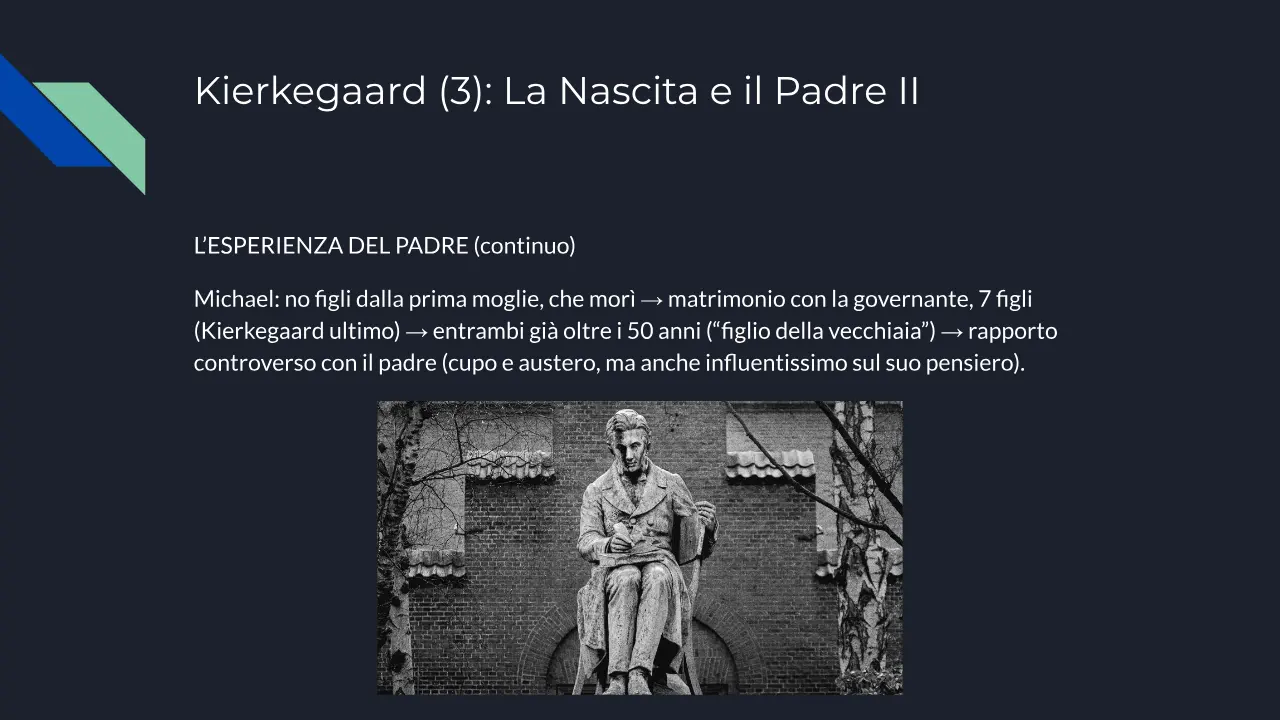 Kierkegaard (3): La Nascita e il Padre II
L’ESPERIENZA DEL PADRE (continuo)
Michael: no figli dalla prima moglie, che morì → matrimonio con la governante, 7 figli
(Kierkegaard ultimo) → entrambi già oltre i 50 anni (“figlio della vecchiaia”) → rapporto
controverso con il padre (cupo e austero, ma anche influentissimo sul suo pensiero).